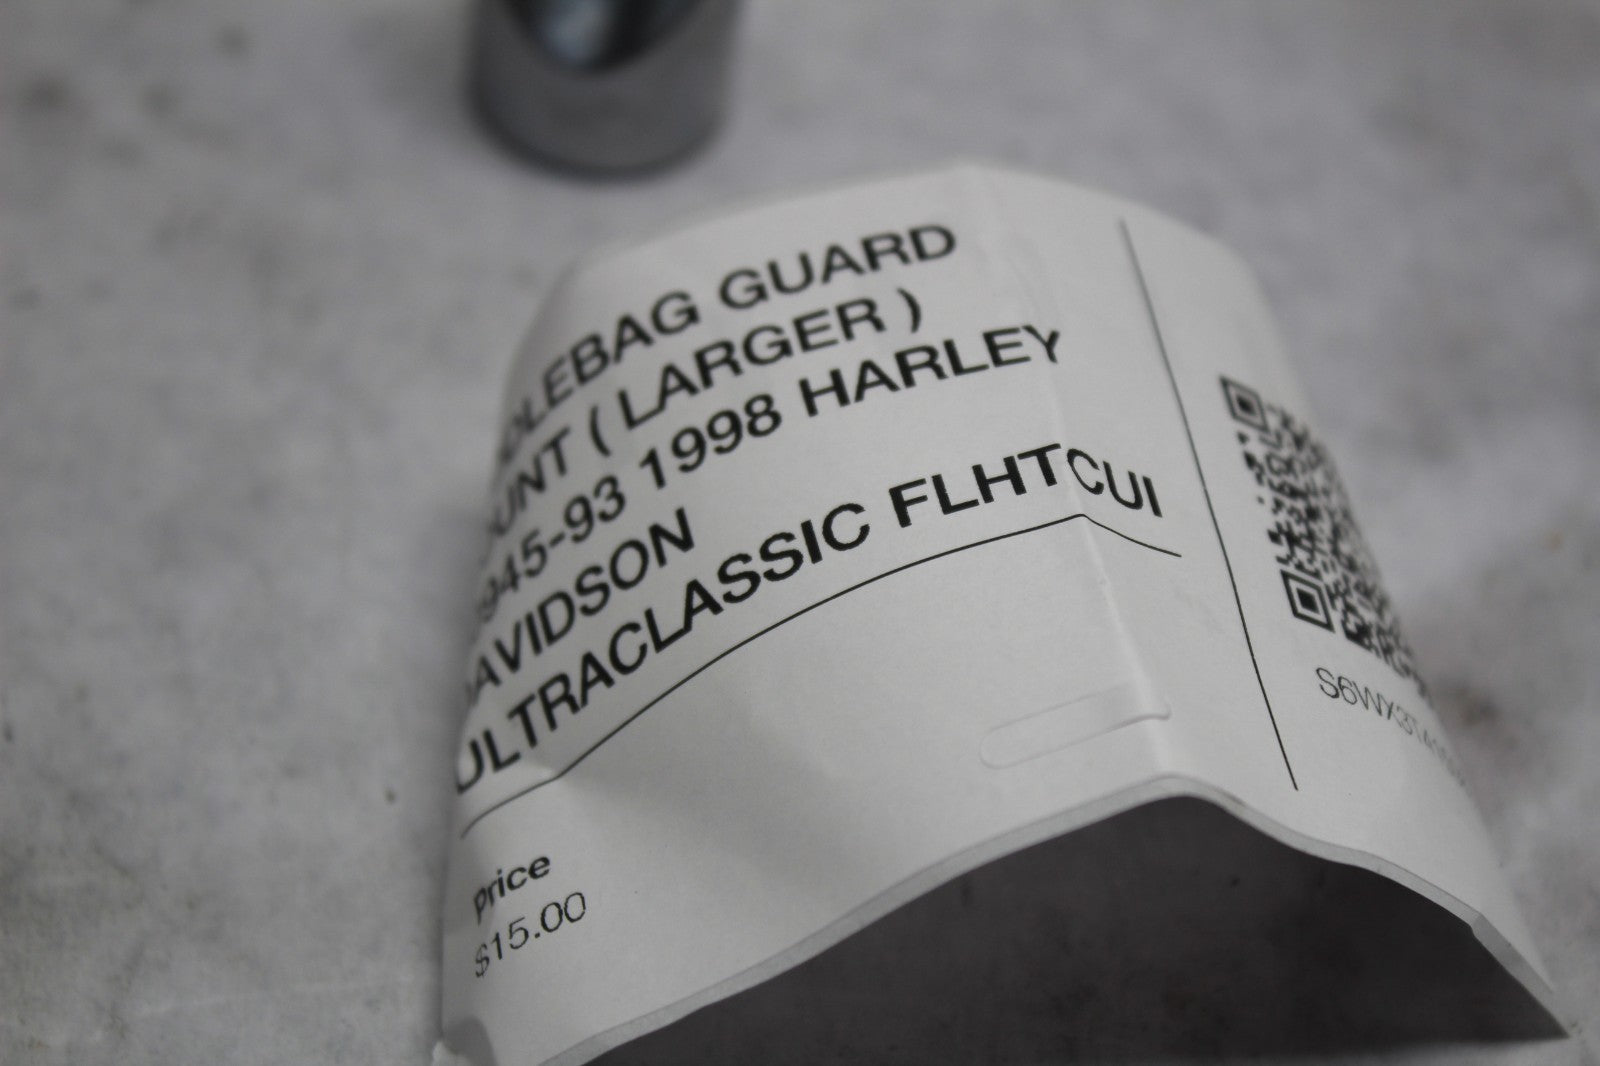 DLEBAG GUARD
UNT ( LARGER )
945-93 1998 HARLEY
AVIDSON
ULTRACLASSIC FLHTCUI
price
$15.00